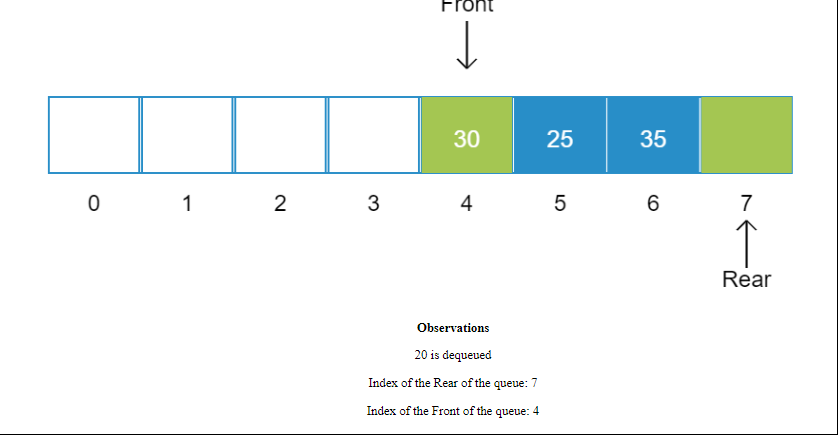 Front
30 25 35
0 1 2 3 4 5 6 7
Rear
Observations
20 is dequeued
Index of the Rear of the queue: 7
Index of the Front of the queue: 4